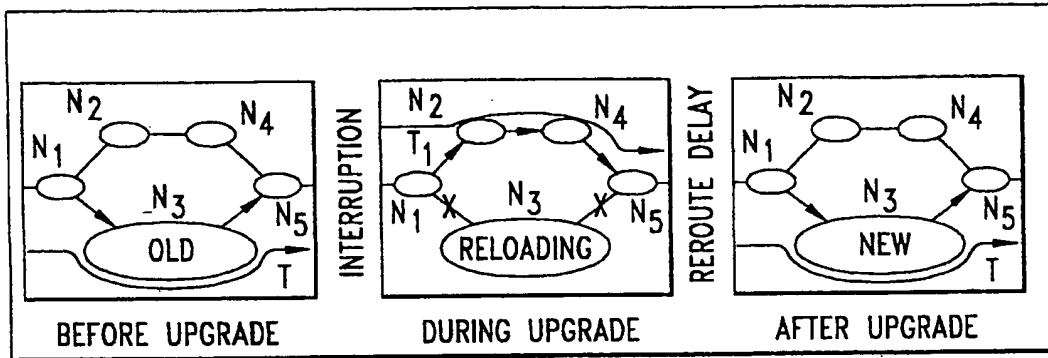 N2
N4
N1
N3
N5
OLD
T
BEFORE UPGRADE
INTERRUPTION
N2
N4
T1
N1
N3
N5
X
X
RELOADING
DURING UPGRADE
REROUTE DELAY
N2
N4
N1
N3
N5
NEW
T
AFTER UPGRADE